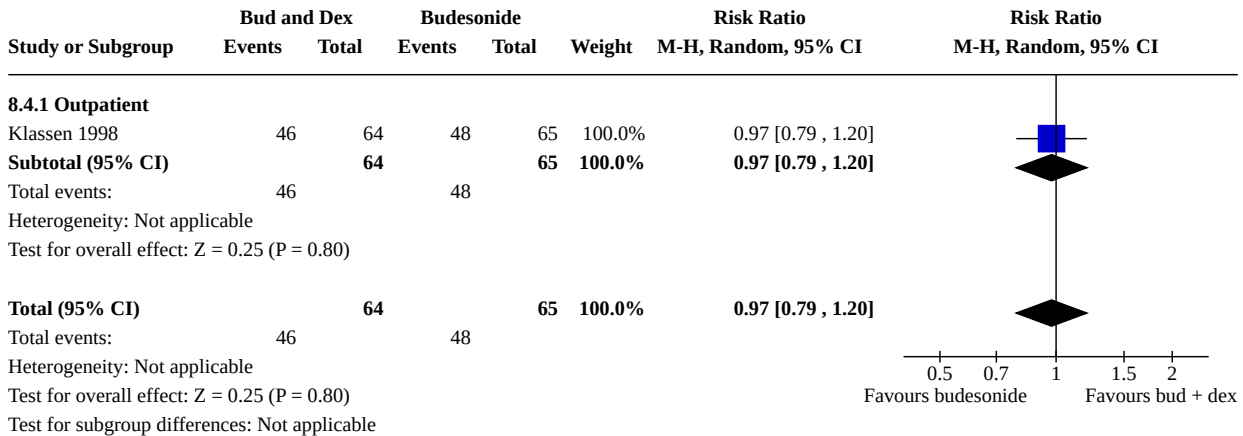 Bud and Dex Budesonide Risk Ratio Risk Ratio
Study or Subgroup Events Total Events Total Weight M-H, Random, 95% CI M-H, Random, 95% CI
8.4.1 Outpatient
Klassen 1998 46 64 48 65 100.0% 0.97 [0.79 , 1.20]
Subtotal (95% CI) 64 65 100.0% 0.97 [0.79 , 1.20]
Total events: 46 48
Heterogeneity: Not applicable
Test for overall effect: Z = 0.25 (P = 0.80)
Total (95% CI) 64 65 100.0% 0.97 [0.79 , 1.20]
Total events: 46 48
Heterogeneity: Not applicable
0.5 0.7 1 1.5 2
Test for overall effect: Z = 0.25 (P = 0.80) Favours budesonide Favours bud + dex
Test for subgroup differences: Not applicable